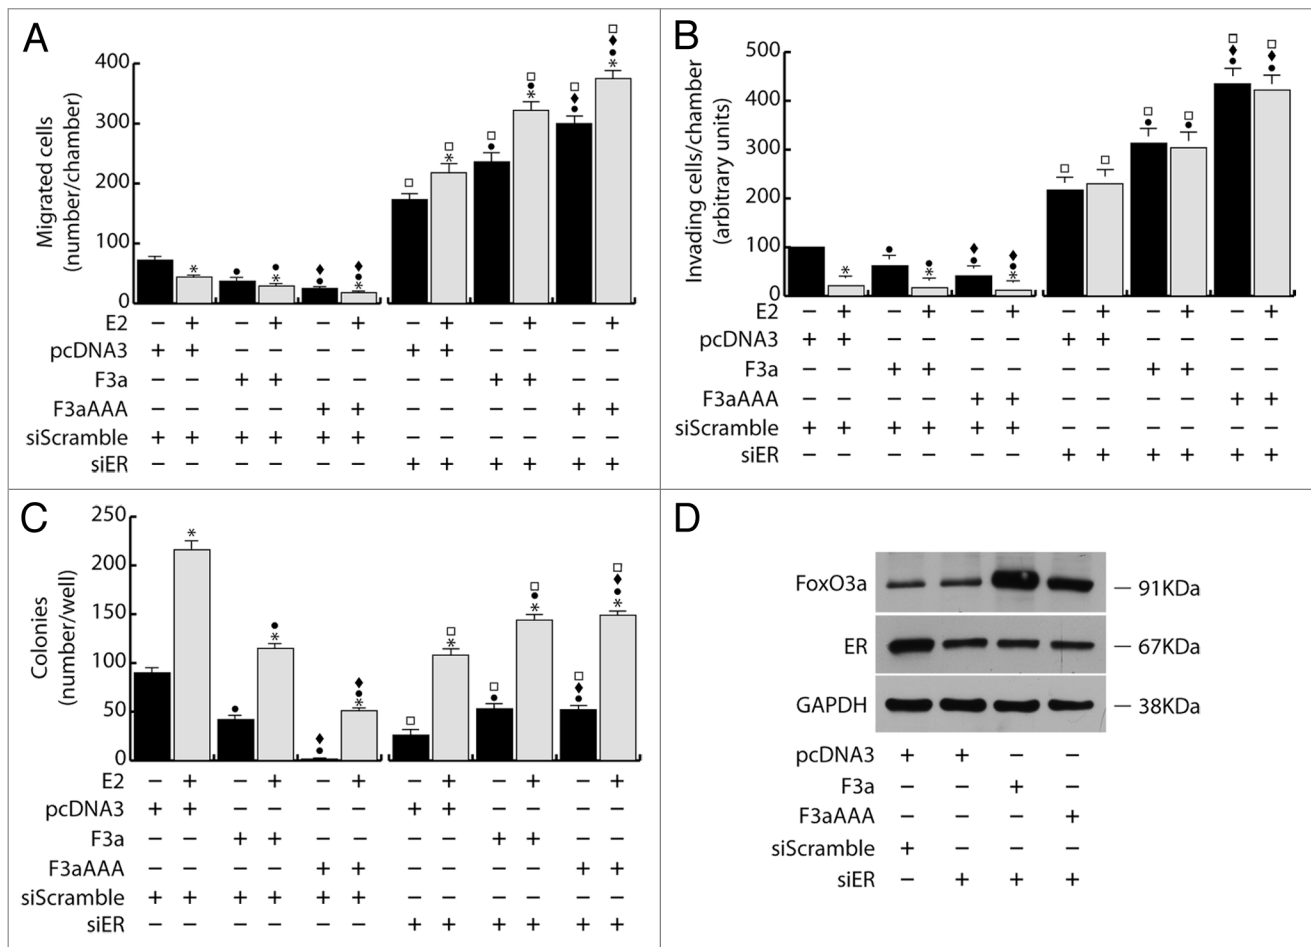 A
Migrated cells
(number/chamber)
400
300
200
100
0
□ □ □ □ □ □
◆ ◆ ◆ ◆
● ● ● ● ● ● ● ●
* * * * * *
E2 − + − + − + − + − + − +
pcDNA3 + + − − − − + + − − − −
F3a − − + + − − − − + + − −
F3aAAA − − − − + + − − − − + +
siScramble + + + + + + − − − − − −
siER − − − − − − + + + + + +
B
Invading cells/chamber
(arbitrary units)
500
400
300
200
100
0
□ □ □ □ □ □
◆ ◆ ◆ ◆
● ● ● ● ● ● ● ●
* * *
E2 − + − + − + − + − + − +
pcDNA3 + + − − − − + + − − − −
F3a − − + + − − − − + + − −
F3aAAA − − − − + + − − − − + +
siScramble + + + + + + − − − − − −
siER − − − − − − + + + + + +
C
Colonies
(number/well)
250
200
150
100
50
0
□ □ □ □ □ □
◆ ◆ ◆ ◆
● ● ● ● ● ● ● ●
* * * * * *
E2 − + − + − + − + − + − +
pcDNA3 + + − − − − + + − − − −
F3a − − + + − − − − + + − −
F3aAAA − − − − + + − − − − + +
siScramble + + + + + + − − − − − −
siER − − − − − − + + + + + +
D
FoxO3a — 91KDa
ER — 67KDa
GAPDH — 38KDa
pcDNA3 + + − −
F3a − − + −
F3aAAA − − − +
siScramble + − − −
siER − + + +